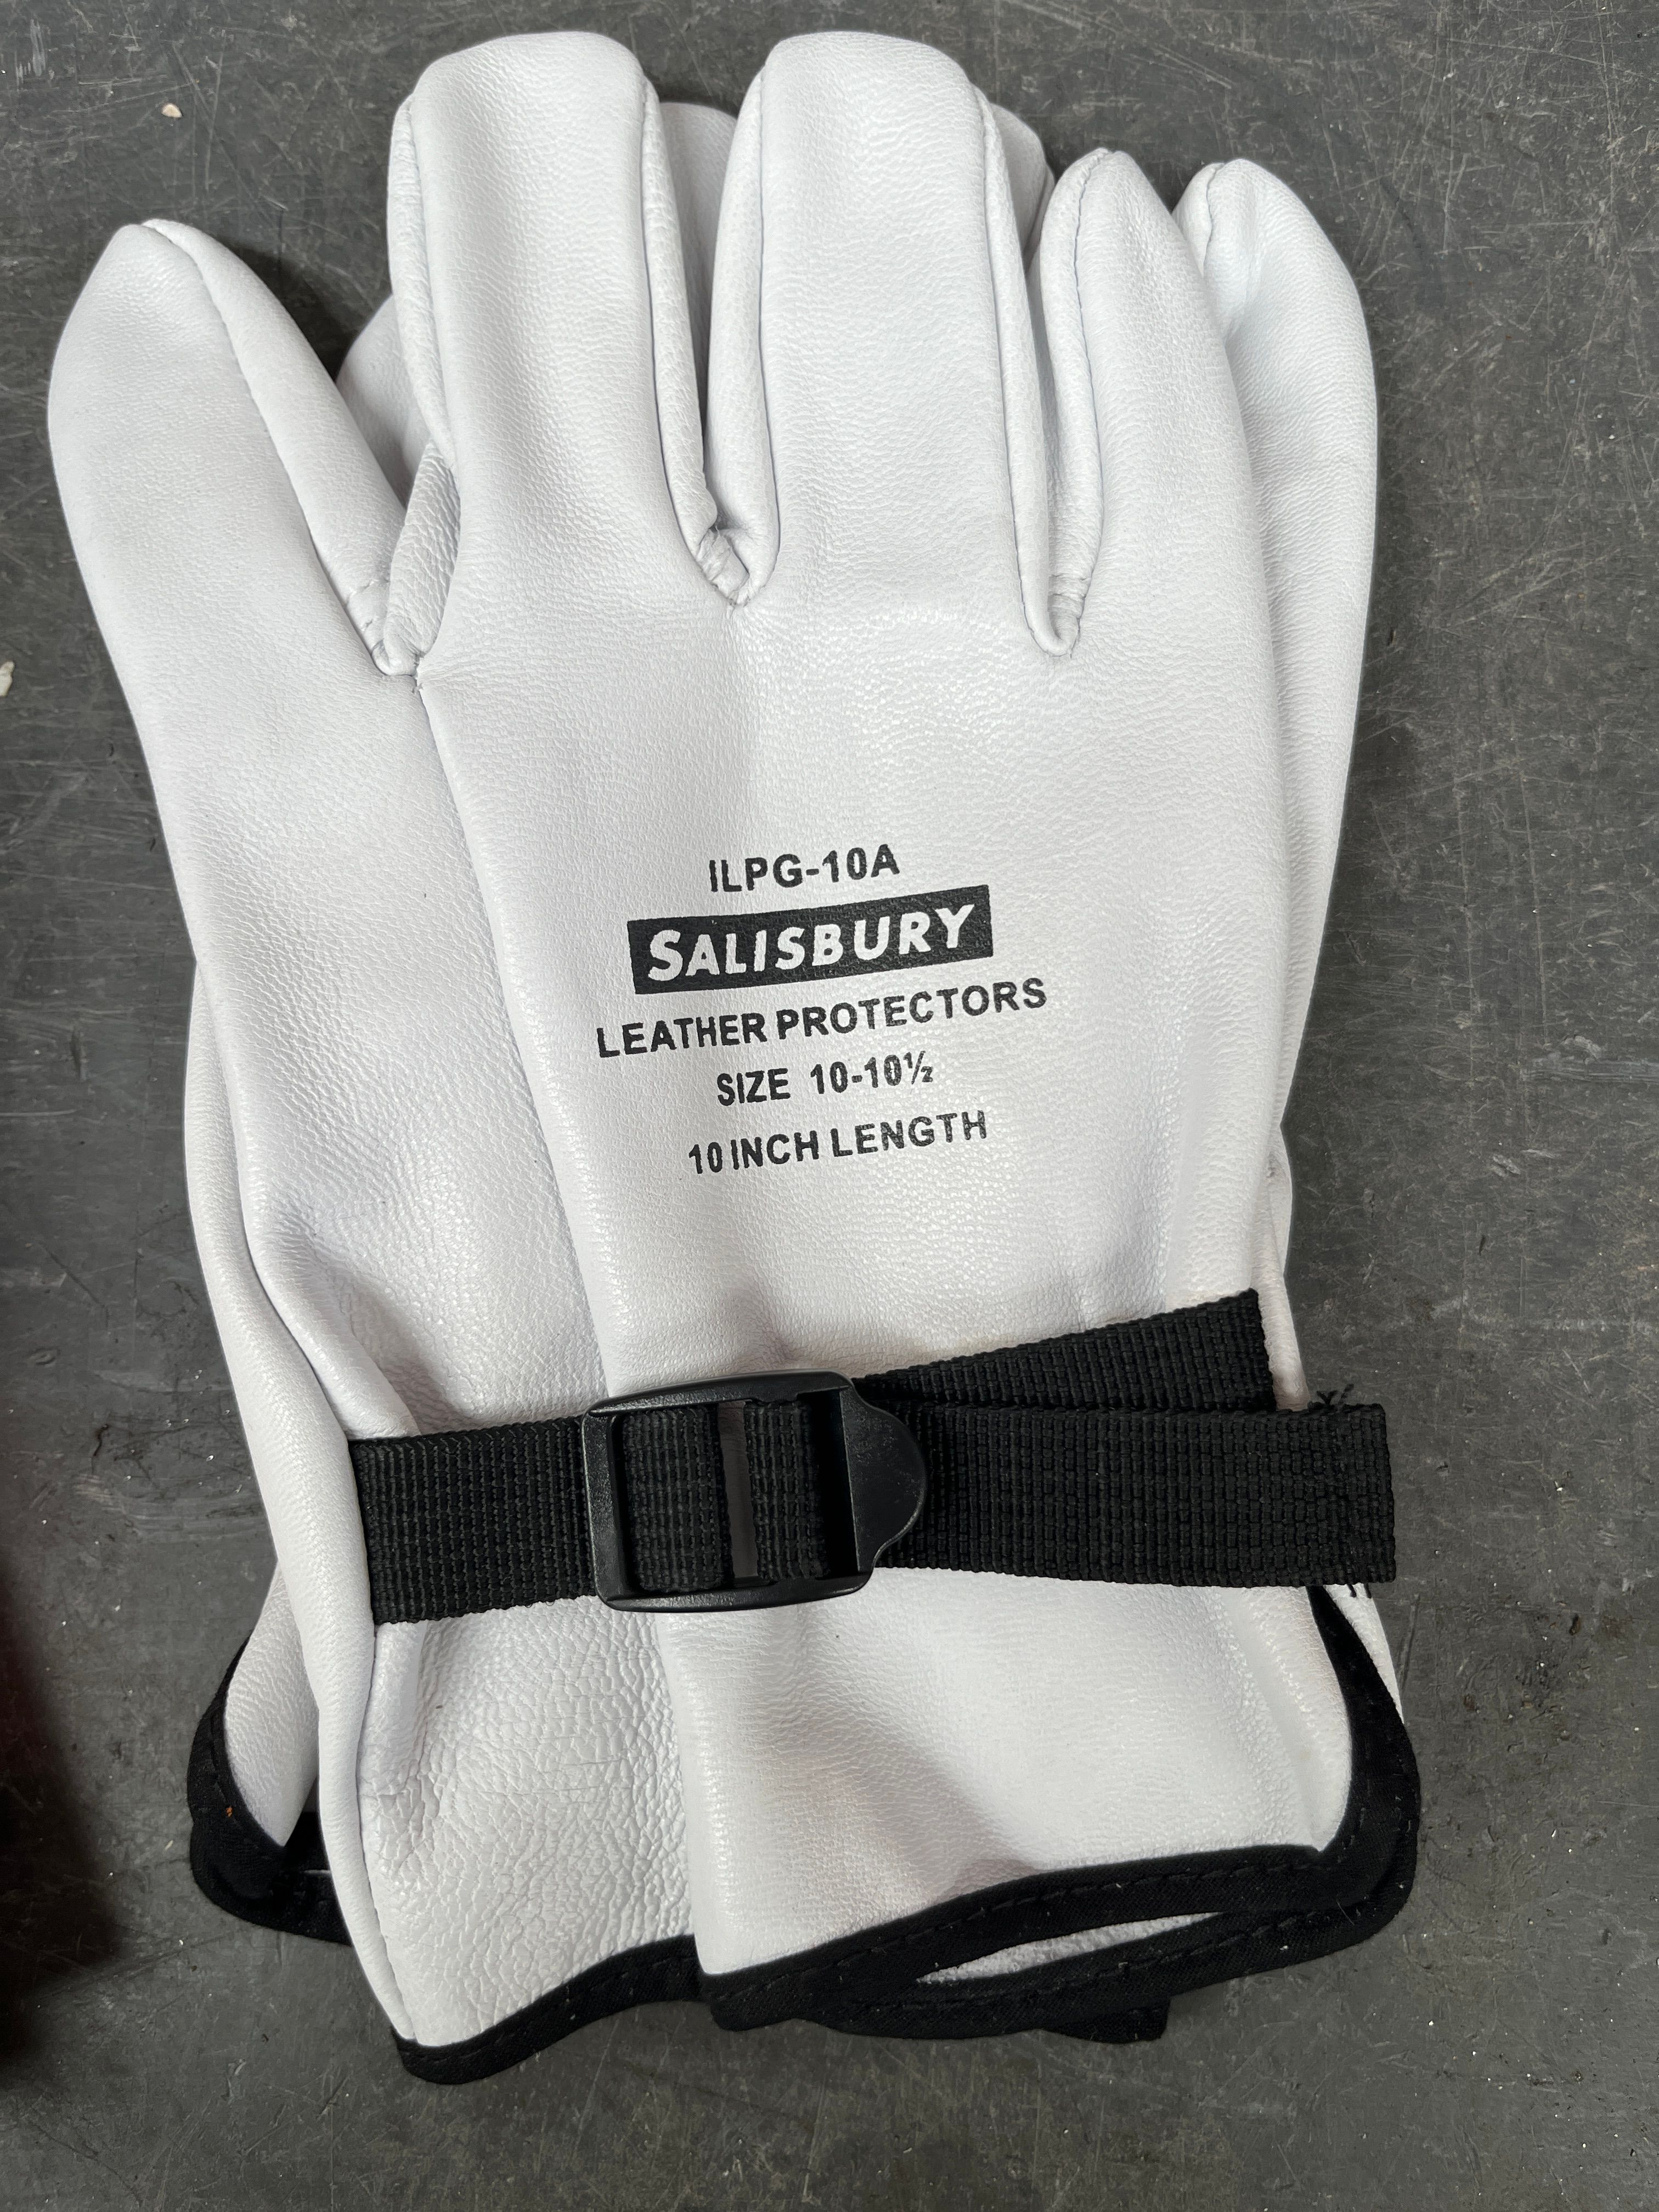 ILPG-10A
SALISBURY
LEATHER PROTECTORS
SIZE 10-10½
10 INCH LENGTH